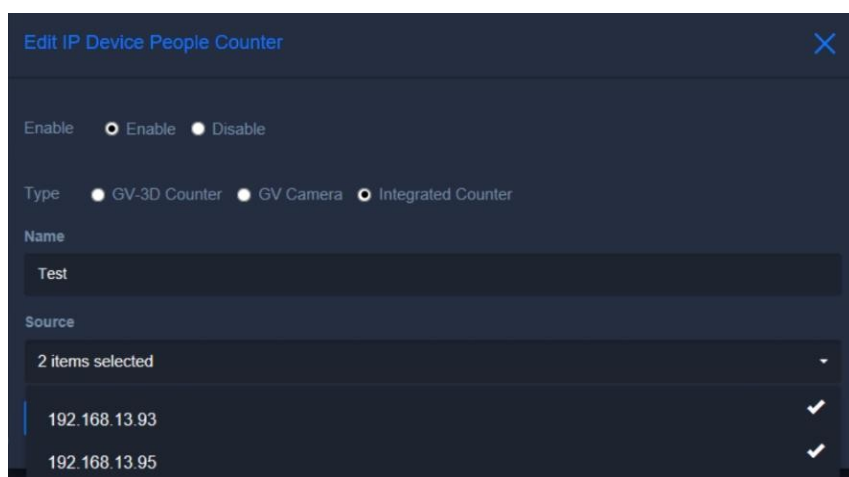 Edit IP Device People Counter
Enable Enable Disable
Type GV-3D Counter GV Camera Integrated Counter
Name
Test
Source
2 items selected
192.168.13.93
192.168.13.95